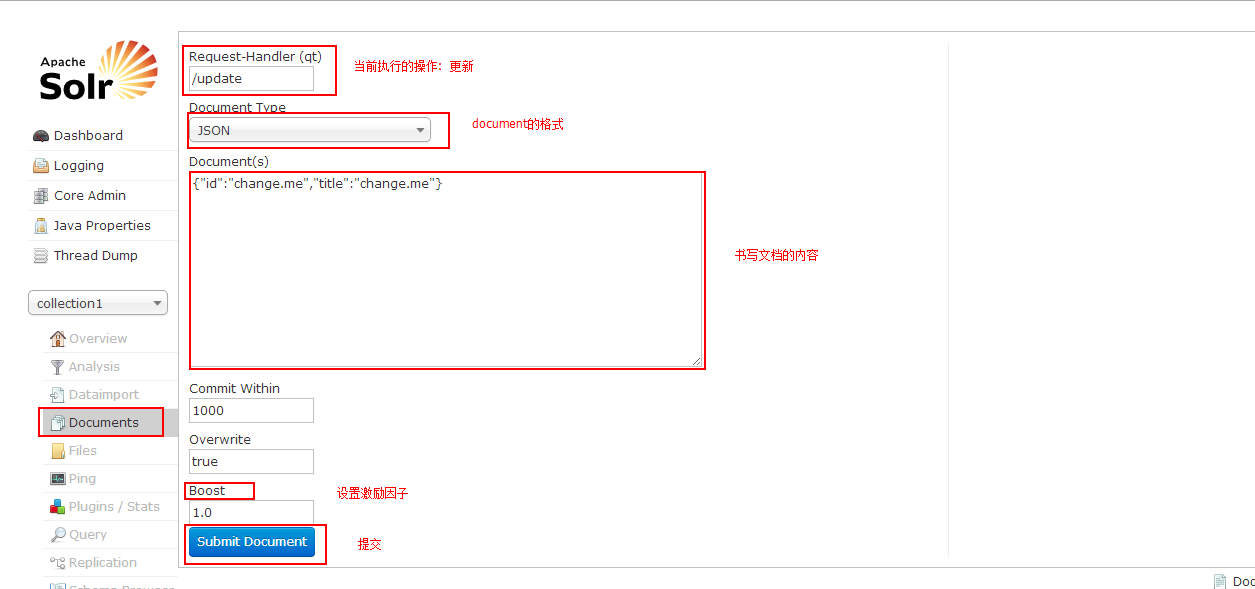 Apache
Solr
Dashboard
Logging
Core Admin
Java Properties
Thread Dump
collection1
Overview
Analysis
Dataimport
Documents
Files
Ping
Plugins / Stats
Query
Replication
Schema Browser
Request-Handler (qt)
/update
当前执行的操作：更新
Document Type
JSON
document的格式
Document(s)
{"id":"change.me","title":"change.me"}
书写文档的内容
Commit Within
1000
Overwrite
true
Boost
设置激励因子
1.0
Submit Document
提交
Doc